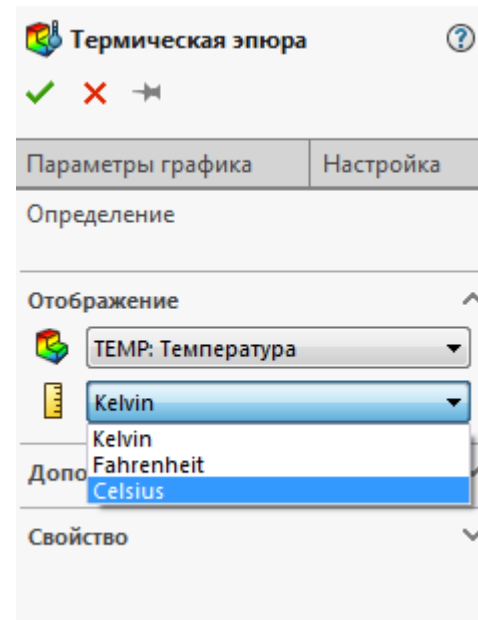 Термическая эпюра
Параметры графика Настройка
Определение
Отображение
TEMP: Температура
Kelvin
Kelvin
Fahrenheit
Celsius
Свойство